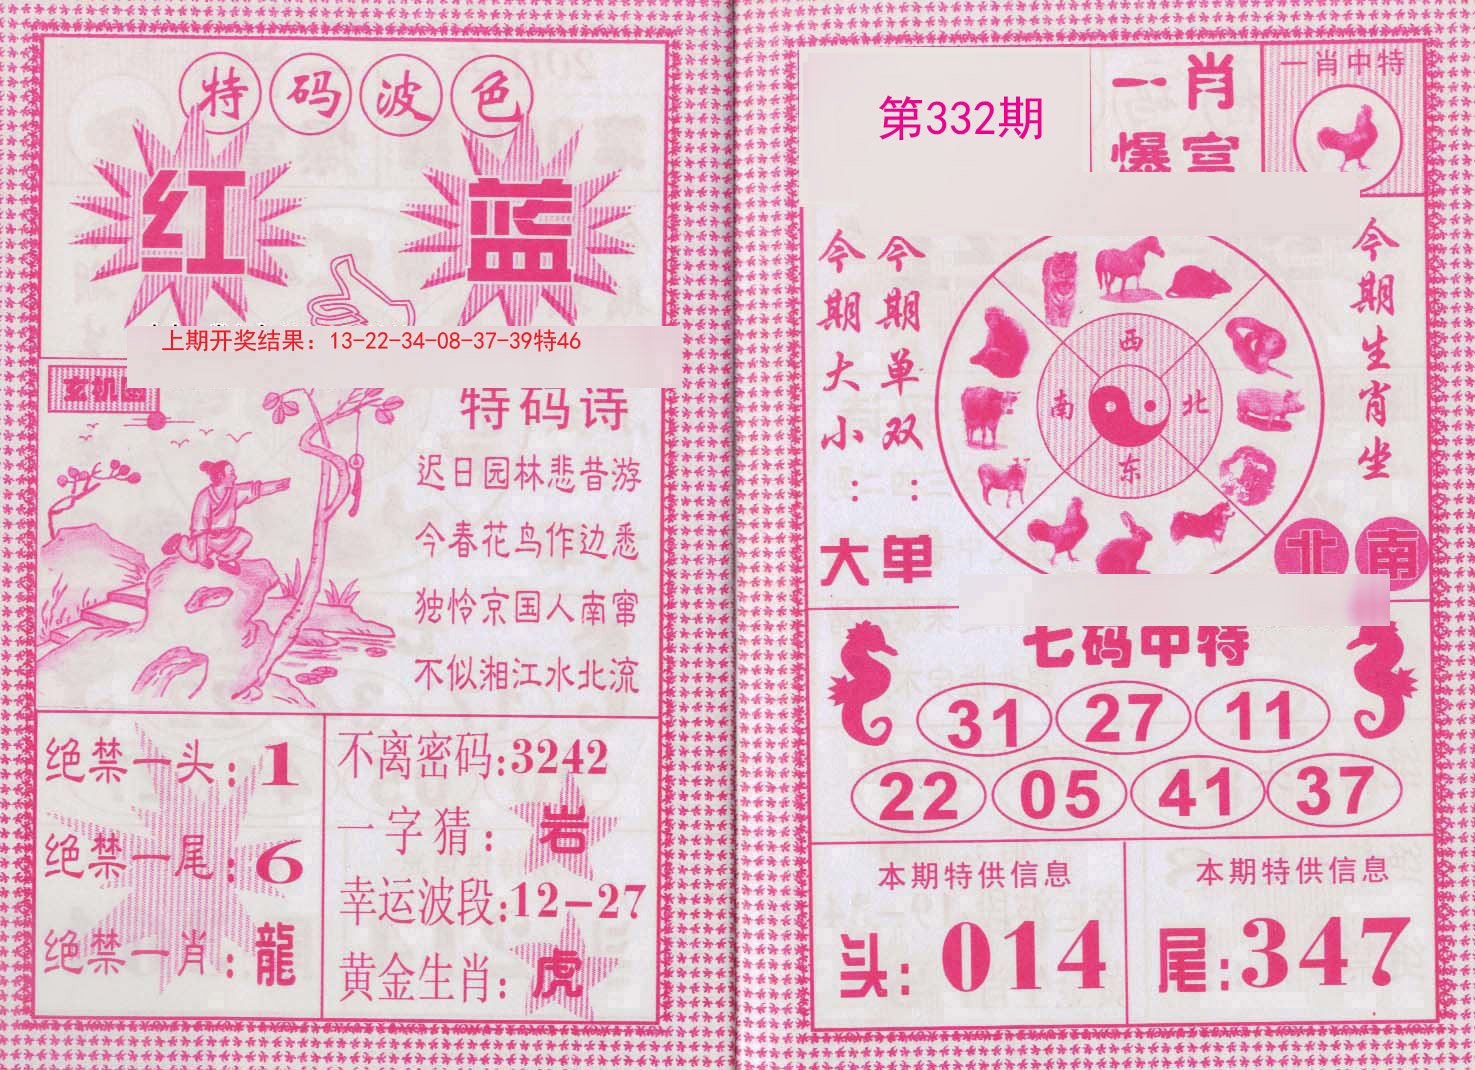 特码波色
红 蓝
上期开奖结果：13-22-34-08-37-39特46
玄机图
特码诗
迟日园林悲昔游
今春花鸟作边悉
独怜京国人南窜
不似湘江水北流
绝禁一头：1
绝禁一尾：6
绝禁一肖：龍
不离密码：3242
一字猜：岩
幸运波段：12-27
黄金生肖：虎
第332期
一肖
爆富
一肖中特
今期大小：大
今期单双：单
西
南 北
东
今期生肖坐
北 南
七码中特
31 27 11
22 05 41 37
本期特供信息
头：014
本期特供信息
尾：347